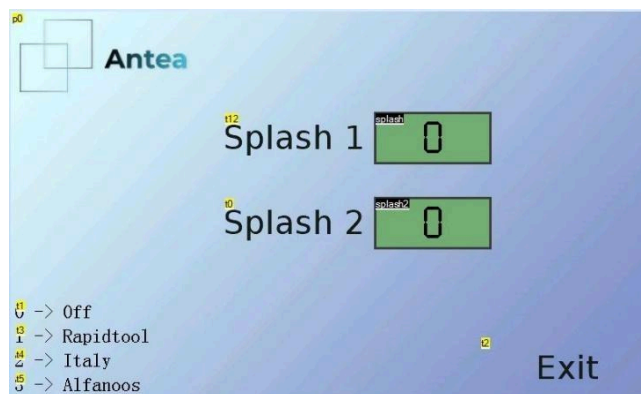 p0
Antea
t12
Splash 1
splash
0
t0
Splash 2
splash2
0
t1
0 -> Off
t3
1 -> Rapidtool
t4
2 -> Italy
t5
3 -> Alfanoos
t2
Exit